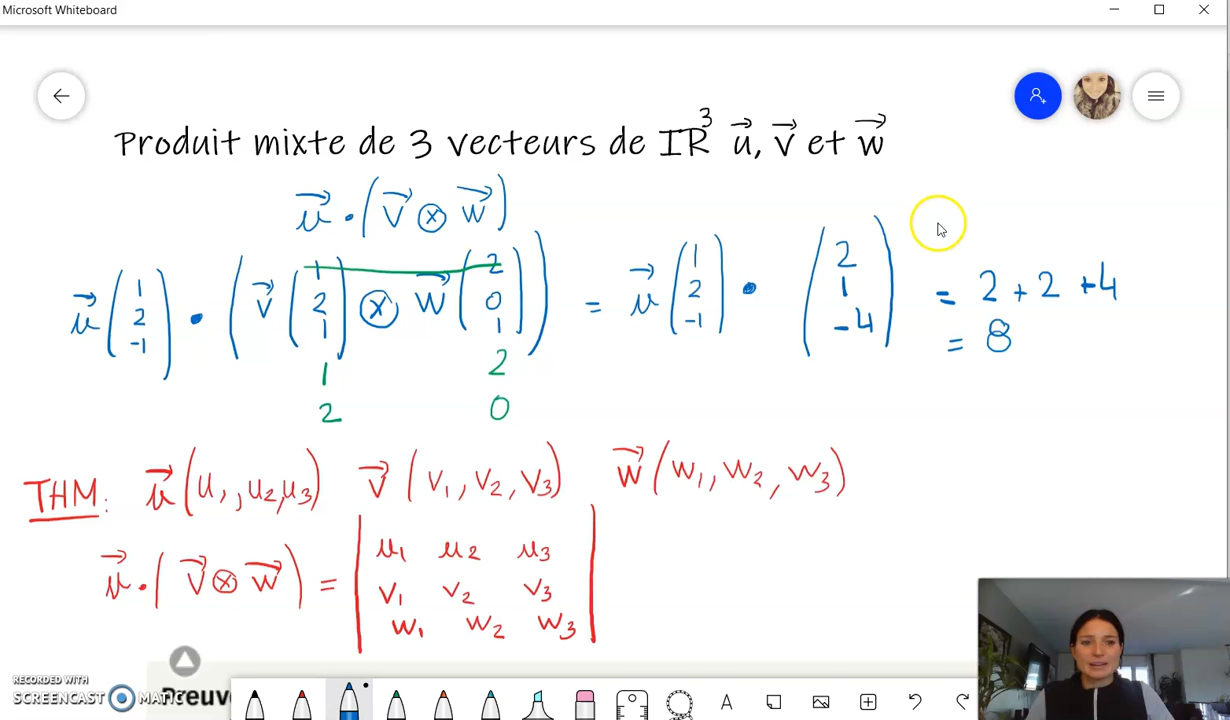 Microsoft Whiteboard
Produit mixte de 3 vecteurs de ℝ³ u⃗, v⃗ et w⃗
u⃗ • (v⃗ ⊗ w⃗)
u⃗ (1 2 -1) • (v⃗ (1 2 1) ⊗ w⃗ (2 0 1)) = u⃗ (1 2 -1) • (2 1 -4) = 2 + 2 + 4
= 8
1 2
2 0
THM: u⃗ (u₁, u₂, u₃) v⃗ (v₁, v₂, v₃) w⃗ (w₁, w₂, w₃)
u⃗ • (v⃗ ⊗ w⃗) = | u₁ u₂ u₃
v₁ v₂ v₃
w₁ w₂ w₃ |
RECORDED WITH
SCREENCAST MATIC
Preuve
A